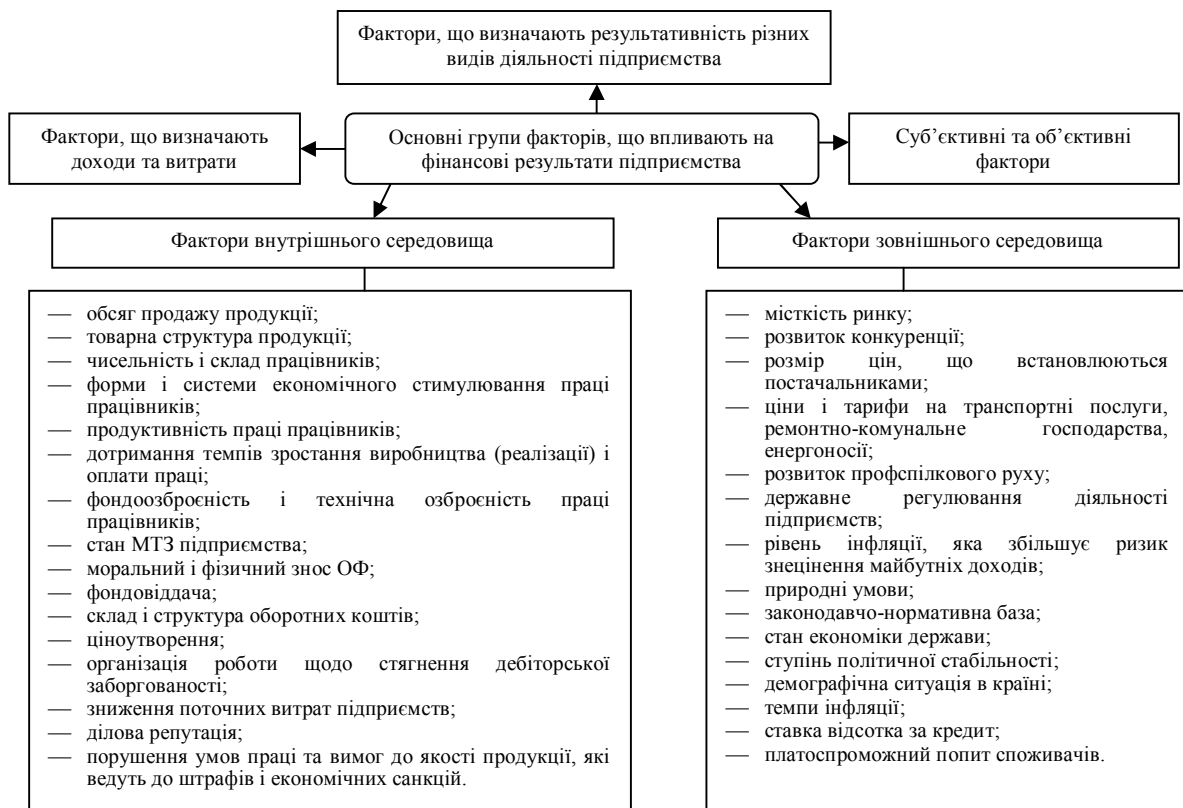 Фактори, що визначають результативність різних
видів діяльності підприємства
Фактори, що визначають
доходи та витрати
Основні групи факторів, що впливають на
фінансові результати підприємства
Суб’єктивні та об’єктивні
фактори
Фактори внутрішнього середовища
Фактори зовнішнього середовища
— обсяг продажу продукції;
— товарна структура продукції;
— чисельність і склад працівників;
— форми і системи економічного стимулювання праці
працівників;
— продуктивність праці працівників;
— дотримання темпів зростання виробництва (реалізації) і
оплати праці;
— фондоозброєність і технічна озброєність праці
працівників;
— стан МТЗ підприємства;
— моральний і фізичний знос ОФ;
— фондовіддача;
— склад і структура оборотних коштів;
— ціноутворення;
— організація роботи щодо стягнення дебіторської
заборгованості;
— зниження поточних витрат підприємств;
— ділова репутація;
— порушення умов праці та вимог до якості продукції, які
ведуть до штрафів і економічних санкцій.
— місткість ринку;
— розвиток конкуренції;
— розмір цін, що встановлюються
постачальниками;
— ціни і тарифи на транспортні послуги,
ремонтно-комунальне господарства,
енергоносії;
— розвиток профспілкового руху;
— державне регулювання діяльності
підприємств;
— рівень інфляції, яка збільшує ризик
знецінення майбутніх доходів;
— природні умови;
— законодавчо-нормативна база;
— стан економіки держави;
— ступінь політичної стабільності;
— демографічна ситуація в країні;
— темпи інфляції;
— ставка відсотка за кредит;
— платоспроможний попит споживачів.